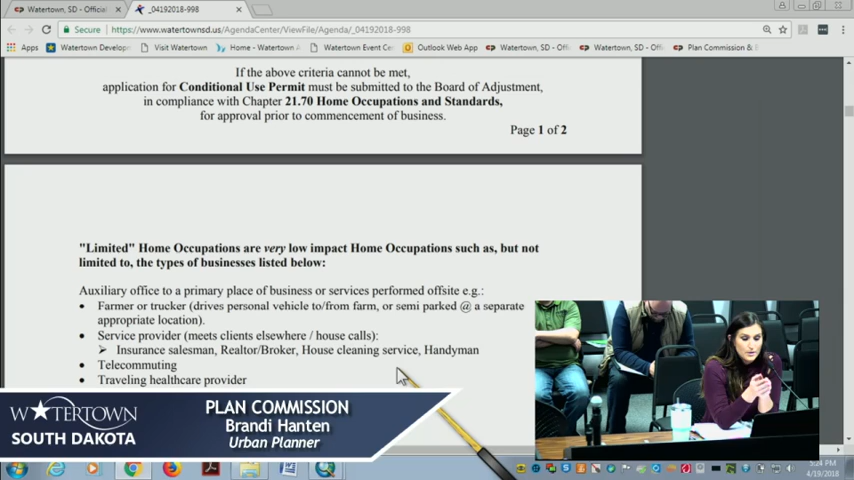 Watertown, SD - Official
_04192018-998
Secure
https://www.watertownsd.us/AgendaCenter/ViewFile/Agenda/_04192018-998
Apps
Watertown Develop
Visit Watertown
Home - Watertown A
Watertown Event Cen
Outlook Web App
Watertown, SD - Offi
Watertown, SD - Offi
Plan Commission &
If the above criteria cannot be met,
application for Conditional Use Permit must be submitted to the Board of Adjustment,
in compliance with Chapter 21.70 Home Occupations and Standards,
for approval prior to commencement of business.
Page 1 of 2
"Limited" Home Occupations are very low impact Home Occupations such as, but not
limited to, the types of businesses listed below:
Auxiliary office to a primary place of business or services performed offsite e.g.:
• Farmer or trucker (drives personal vehicle to/from farm, or semi parked @ a separate
appropriate location).
• Service provider (meets clients elsewhere / house calls):
➢ Insurance salesman, Realtor/Broker, House cleaning service, Handyman
• Telecommuting
• Traveling healthcare provider
WATERTOWN
SOUTH DAKOTA
PLAN COMMISSION
Brandi Hanten
Urban Planner
5:24 PM
4/19/2018